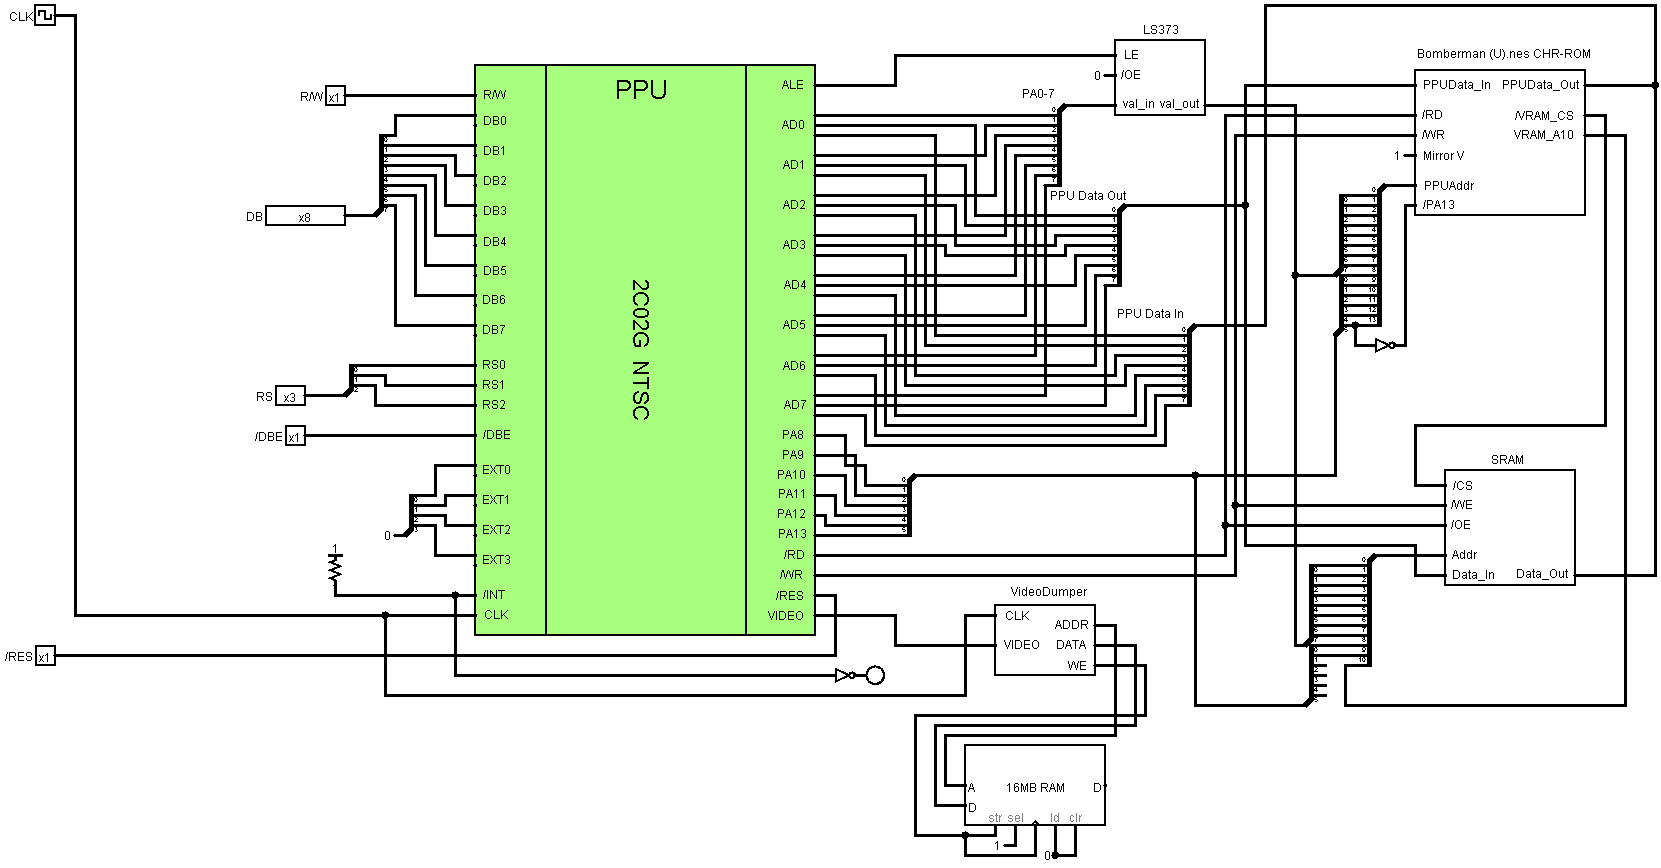 CLK
LS373
LE
0
/OE
val_in val_out
Bomberman (U).nes CHR-ROM
PPUData_In PPUData_Out
/RD /VRAM_CS
/WR VRAM_A10
1 Mirror V
PPUAddr
/PA13
PPU
2C02G NTSC
R/W x1
R/W
DB0
DB1
DB2
DB3
DB4
DB5
DB6
DB7
DB x8
RS0
RS1
RS2
RS x3
/DBE x1
/DBE
EXT0
EXT1
EXT2
EXT3
0
1
/INT
CLK
/RES x1
ALE
AD0
AD1
AD2
AD3
AD4
AD5
AD6
AD7
PA8
PA9
PA10
PA11
PA12
PA13
/RD
/WR
/RES
VIDEO
PA0-7
PPU Data Out
PPU Data In
SRAM
/CS
/WE
/OE
Addr
Data_In Data_Out
VideoDumper
CLK
ADDR
VIDEO DATA
WE
A 16MB RAM D
D
str sel ld clr
1
0